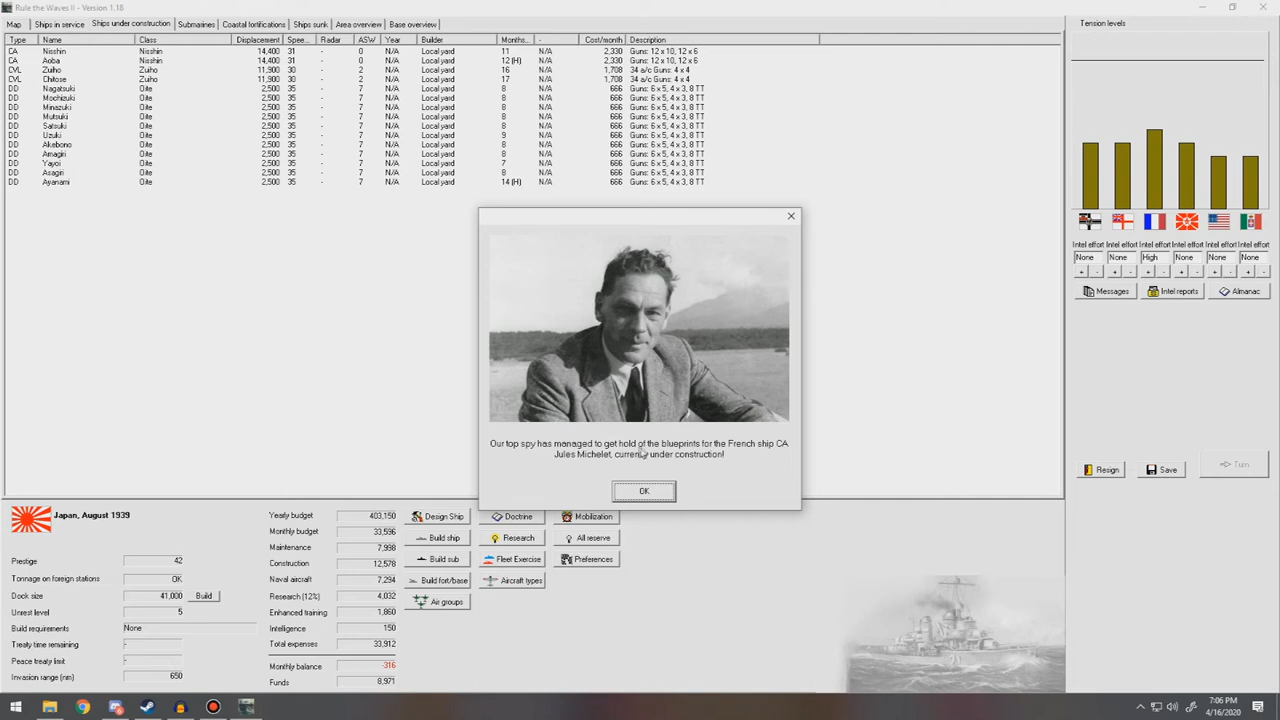 Rule the Waves II - Version 1.18
Map Ships in service Ships under construction Submarines Coastal fortifications Ships sunk Area overview Base overview
Type Name Class Displacement Spee... Radar ASW Year Builder Months... - Cost/month Description
CA Nisshin Nisshin 14,400 31 - 0 N/A Local yard 11 N/A 2,330 Guns: 12 x 10, 12 x 6
CA Aoba Nisshin 14,400 31 - 0 N/A Local yard 12 (H) N/A 2,330 Guns: 12 x 10, 12 x 6
CVL Zuiho Zuiho 11,900 30 - 2 N/A Local yard 16 N/A 1,708 34 a/c Guns: 4 x 4
CVL Chitose Zuiho 11,900 30 - 2 N/A Local yard 17 N/A 1,708 34 a/c Guns: 4 x 4
DD Nagatsuki Oite 2,500 35 - 7 N/A Local yard 8 N/A 666 Guns: 6 x 5, 4 x 3, 8 TT
DD Mochizuki Oite 2,500 35 - 7 N/A Local yard 8 N/A 666 Guns: 6 x 5, 4 x 3, 8 TT
DD Minazuki Oite 2,500 35 - 7 N/A Local yard 8 N/A 666 Guns: 6 x 5, 4 x 3, 8 TT
DD Mutsuki Oite 2,500 35 - 7 N/A Local yard 8 N/A 666 Guns: 6 x 5, 4 x 3, 8 TT
DD Satsuki Oite 2,500 35 - 7 N/A Local yard 8 N/A 666 Guns: 6 x 5, 4 x 3, 8 TT
DD Uzuki Oite 2,500 35 - 7 N/A Local yard 9 N/A 666 Guns: 6 x 5, 4 x 3, 8 TT
DD Akebono Oite 2,500 35 - 7 N/A Local yard 8 N/A 666 Guns: 6 x 5, 4 x 3, 8 TT
DD Amagiri Oite 2,500 35 - 7 N/A Local yard 8 N/A 666 Guns: 6 x 5, 4 x 3, 8 TT
DD Yayoi Oite 2,500 35 - 7 N/A Local yard 7 N/A 666 Guns: 6 x 5, 4 x 3, 8 TT
DD Asagiri Oite 2,500 35 - 7 N/A Local yard 8 N/A 666 Guns: 6 x 5, 4 x 3, 8 TT
DD Ayanami Oite 2,500 35 - 7 N/A Local yard 14 (H) N/A 666 Guns: 6 x 5, 4 x 3, 8 TT
Tension levels
Intel effort Intel effort Intel effort Intel effort Intel effort Intel effort
None None High None None None
+ - + - + - + - + - + -
Messages Intel reports Almanac
Resign Save Turn
Our top spy has managed to get hold of the blueprints for the French ship CA
Jules Michelet, currently under construction!
OK
Japan, August 1939
Prestige 42
Tonnage on foreign stations OK
Dock size 41,000 Build
Unrest level 5
Build requirements None
Treaty time remaining -
Peace treaty limit -
Invasion range (nm) 650
Yearly budget 403,150
Monthly budget 33,596
Maintenance 7,998
Construction 12,578
Naval aircraft 7,294
Research (12%) 4,032
Enhanced training 1,860
Intelligence 150
Total expenses 33,912
Monthly balance -316
Funds 8,971
Design Ship Doctrine Mobilization
Build ship Research All reserve
Build sub Fleet Exercise Preferences
Build fort/base Aircraft types
Air groups
7:06 PM
4/16/2020